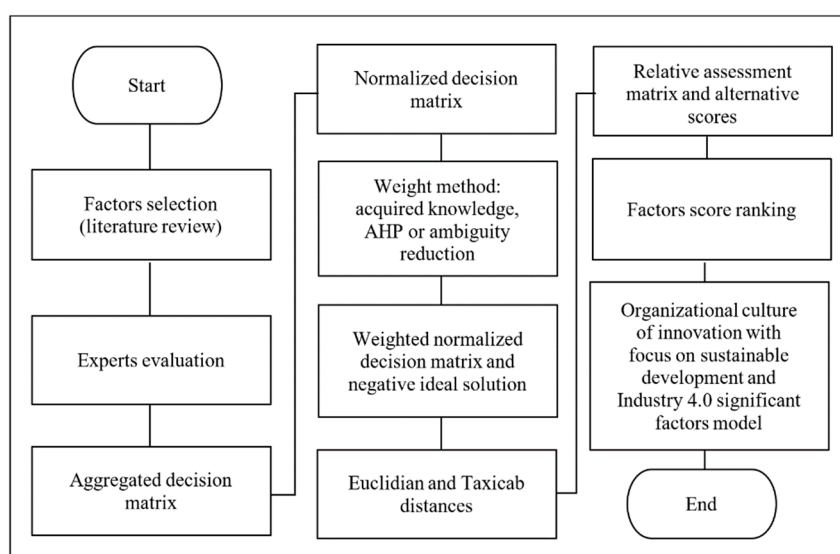 Start
Factors selection
(literature review)
Experts evaluation
Aggregated decision
matrix
Normalized decision
matrix
Weight method:
acquired knowledge,
AHP or ambiguity
reduction
Weighted normalized
decision matrix and
negative ideal solution
Euclidian and Taxicab
distances
Relative assessment
matrix and alternative
scores
Factors score ranking
Organizational culture
of innovation with
focus on sustainable
development and
Industry 4.0 significant
factors model
End